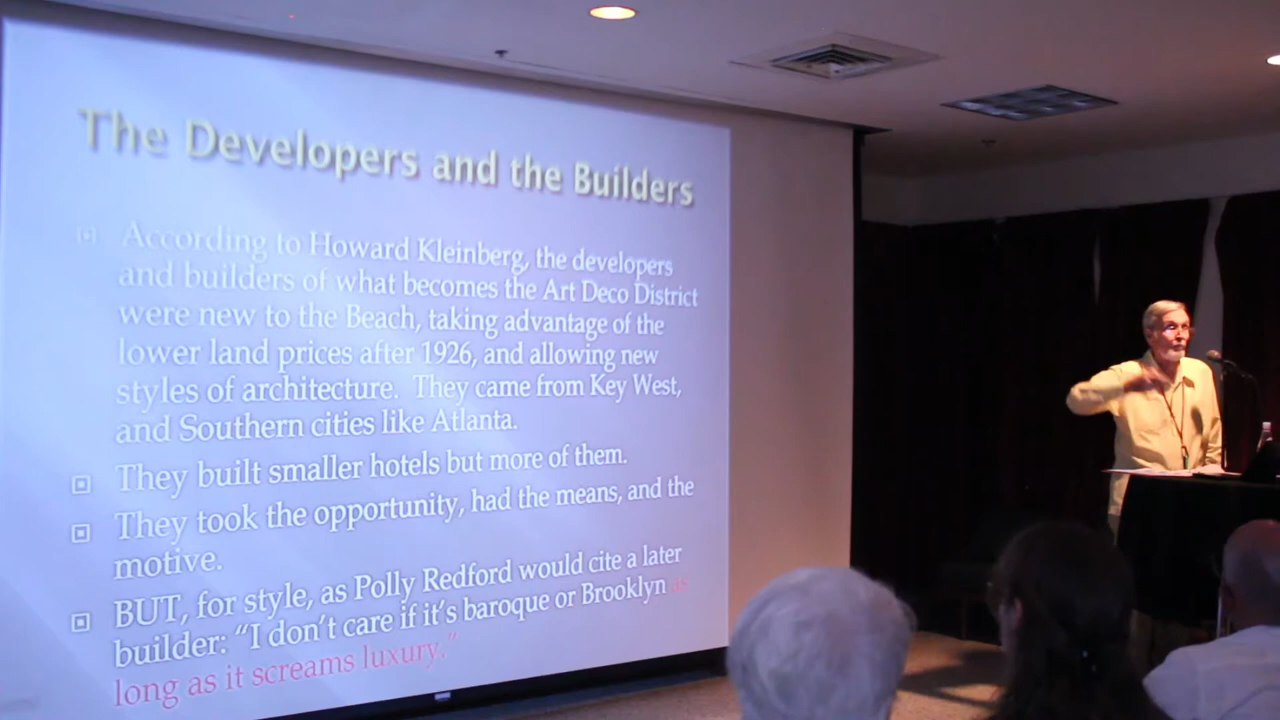 The Developers and the Builders
According to Howard Kleinberg, the developers
and builders of what becomes the Art Deco District
were new to the Beach, taking advantage of the
lower land prices after 1926, and allowing new
styles of architecture. They came from Key West,
and Southern cities like Atlanta.
They built smaller hotels but more of them.
They took the opportunity, had the means, and the
motive.
BUT, for style, as Polly Redford would cite a later
builder: “I don’t care if it’s baroque or Brooklyn as
long as it screams luxury.”